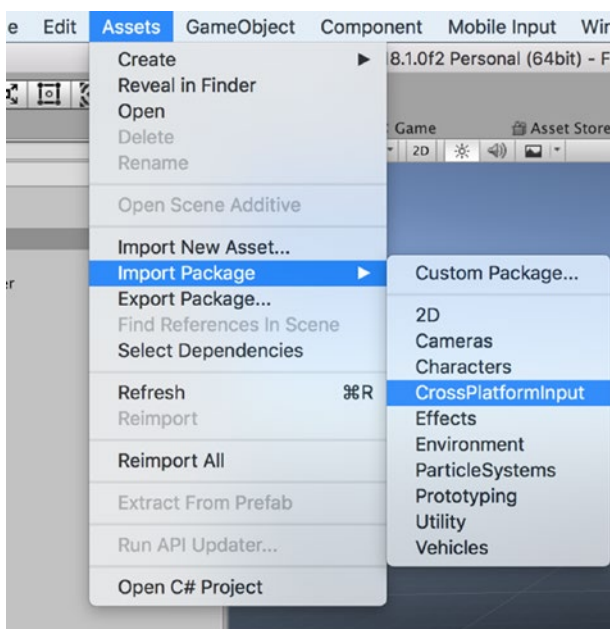 e Edit Assets GameObject Component Mobile Input Wir
8.1.0f2 Personal (64bit) - F
Create
Reveal in Finder
Open
Delete
Rename
Open Scene Additive
Import New Asset...
Import Package
Export Package...
Find References In Scene
Select Dependencies
Refresh ⌘R
Reimport
Reimport All
Extract From Prefab
Run API Updater...
Open C# Project
Game Asset Store
2D
er
Custom Package...
2D
Cameras
Characters
CrossPlatformInput
Effects
Environment
ParticleSystems
Prototyping
Utility
Vehicles